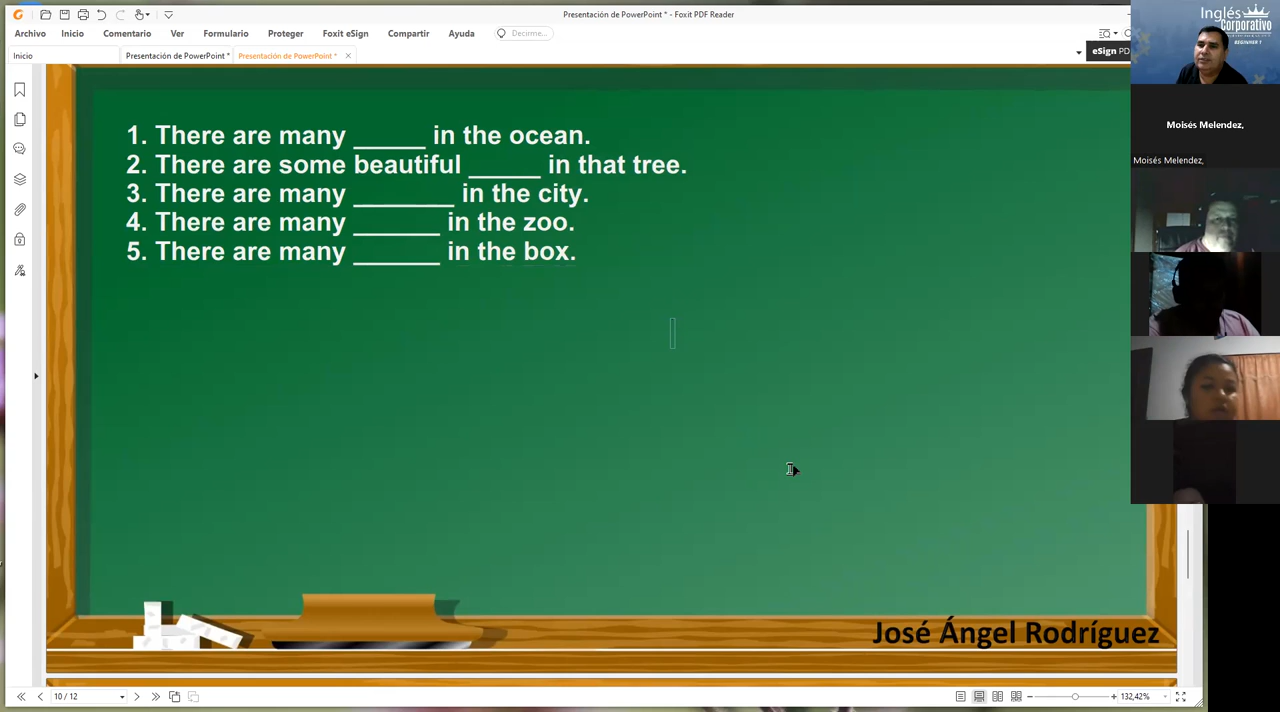 Presentación de PowerPoint * - Foxit PDF Reader
Archivo Inicio Comentario Ver Formulario Proteger Foxit eSign Compartir Ayuda Decirme...
Inicio Presentación de PowerPoint * Presentación de PowerPoint *
eSign PD
1. There are many _____ in the ocean.
2. There are some beautiful _____ in that tree.
3. There are many _______ in the city.
4. There are many ______ in the zoo.
5. There are many ______ in the box.
José Ángel Rodríguez
10 / 12
132,42%
Inglés
Corporativo
BEGINNER 1
Moisés Melendez,
Moisés Melendez,